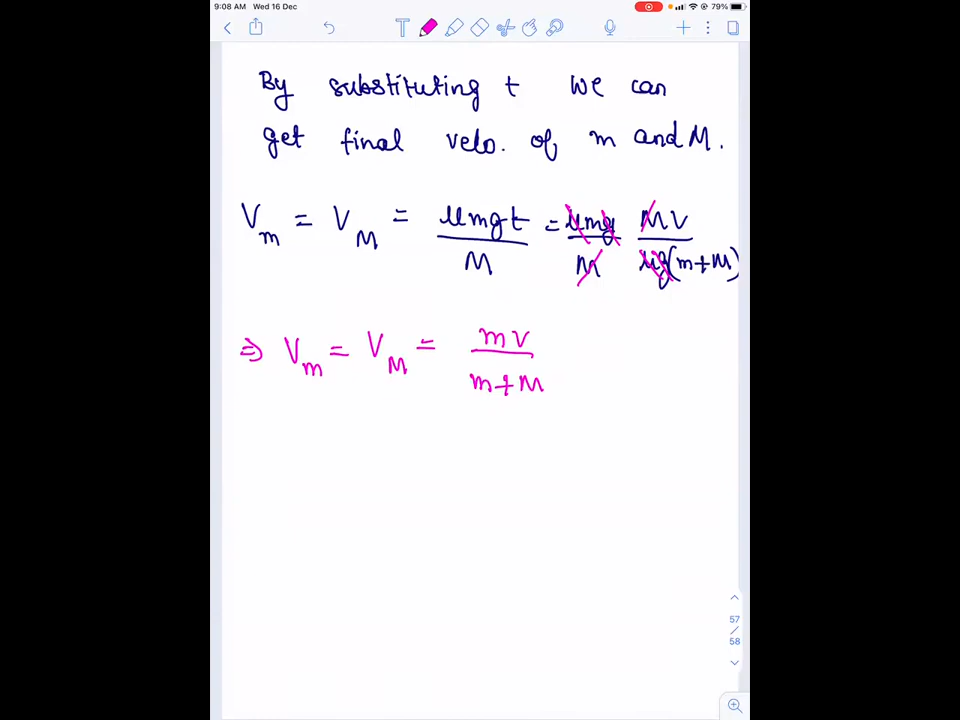 9:08 AM Wed 16 Dec
79%
By substituting t we can
get final velo. of m and M.
Vm = VM = μmgt/M = μmg/M MV/μg(m+M)
⇒ Vm = VM = mv/m+M
57
/
58